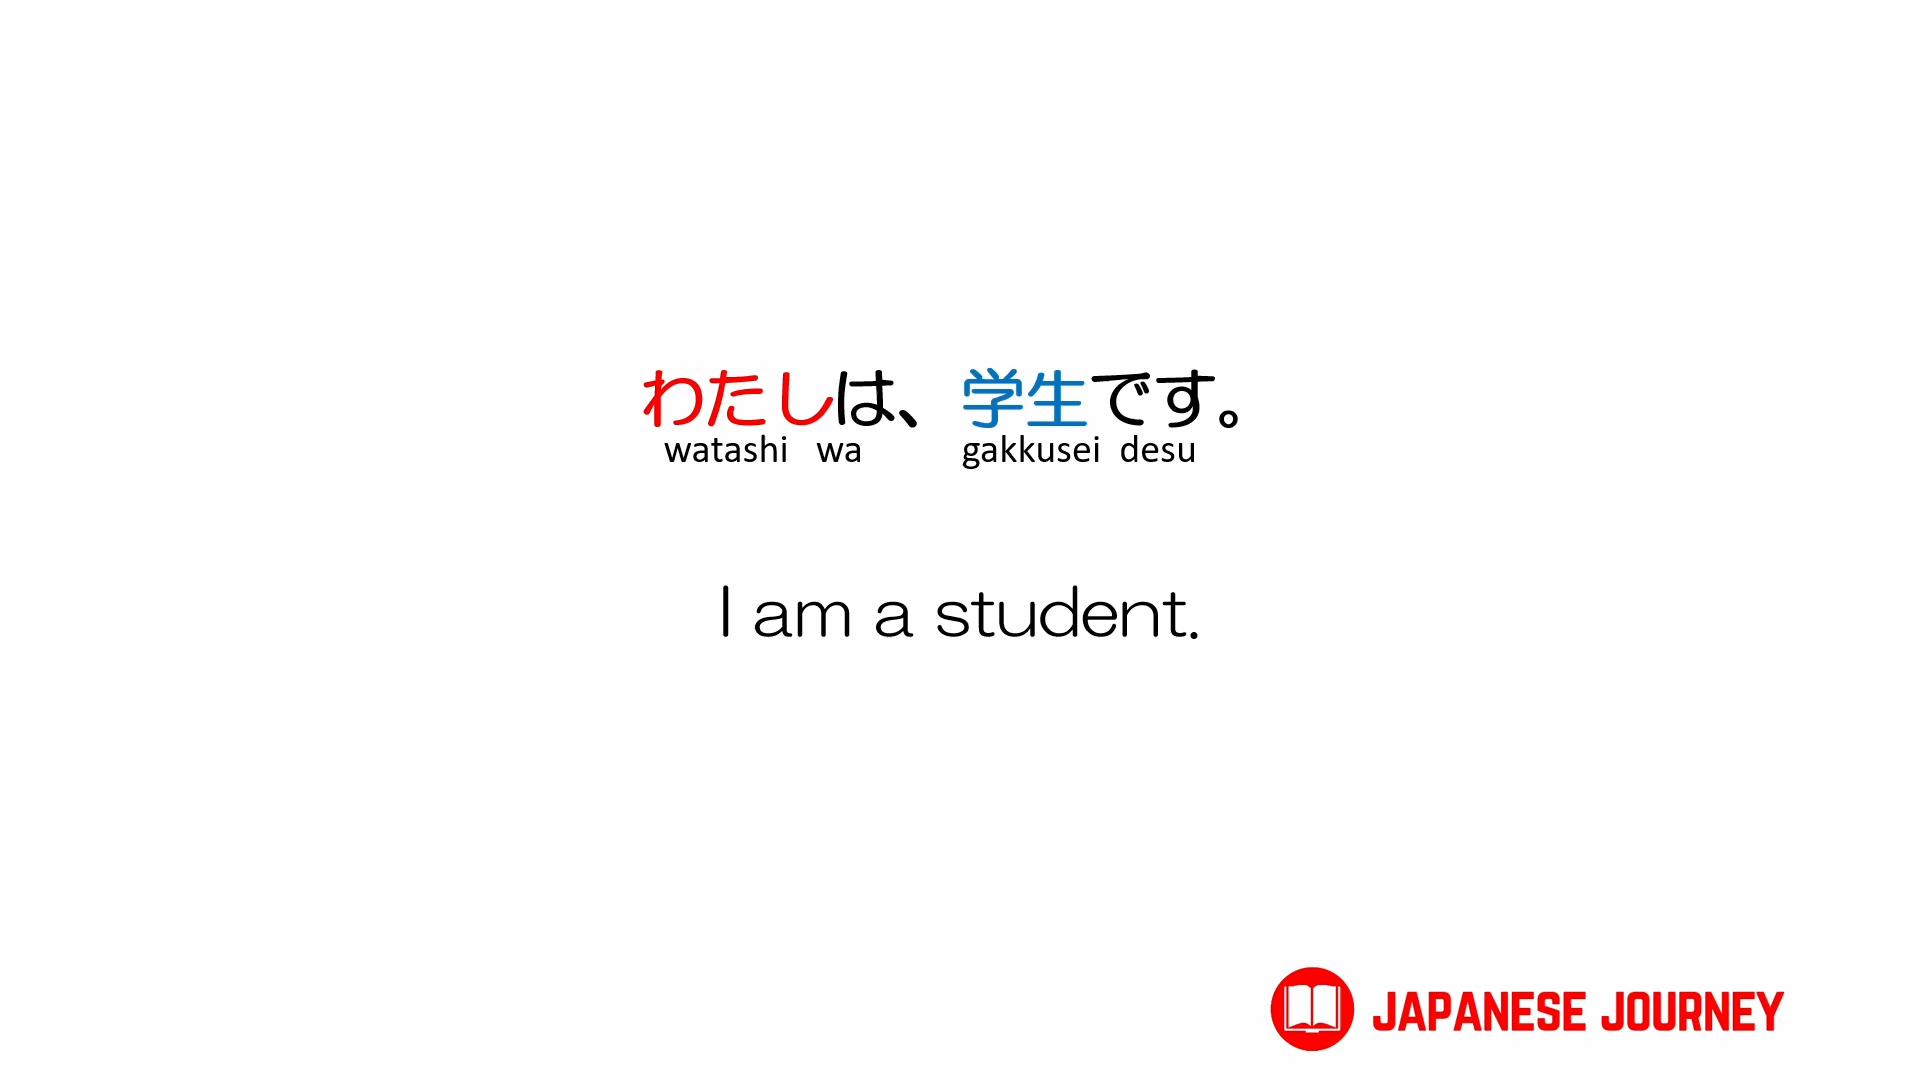 わたしは、学生です。
watashi wa gakkusei desu
I am a student.
JAPANESE JOURNEY